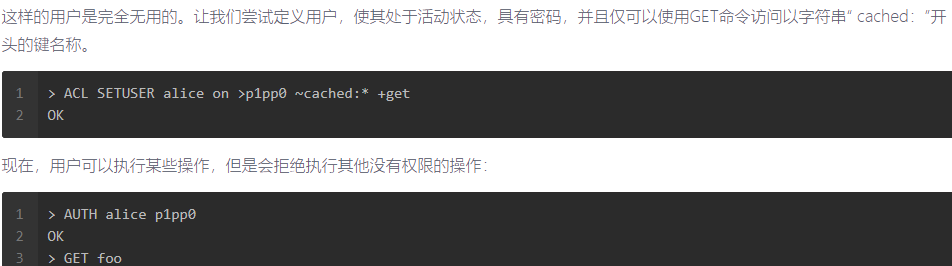 这样的用户是完全无用的。让我们尝试定义用户，使其处于活动状态，具有密码，并且仅可以使用GET命令访问以字符串“ cached：”开
头的键名称。
1 > ACL SETUSER alice on >p1pp0 ~cached:* +get
2 OK
现在，用户可以执行某些操作，但是会拒绝执行其他没有权限的操作：
1 > AUTH alice p1pp0
2 OK
3 > GET foo